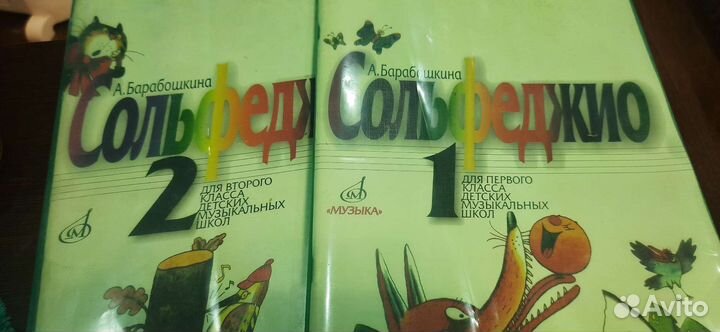 А.Барабошкина
Сольфедж
2
ДЛЯ ВТОРОГО
КЛАССА
ДЕТСКИХ
МУЗЫКАЛЬНЫХ
ШКОЛ
А.Барабошкина
Сольфеджио
1
ДЛЯ ПЕРВОГО
КЛАССА
ДЕТСКИХ
МУЗЫКАЛЬНЫХ
ШКОЛ
«МУЗЫКА»
Avito